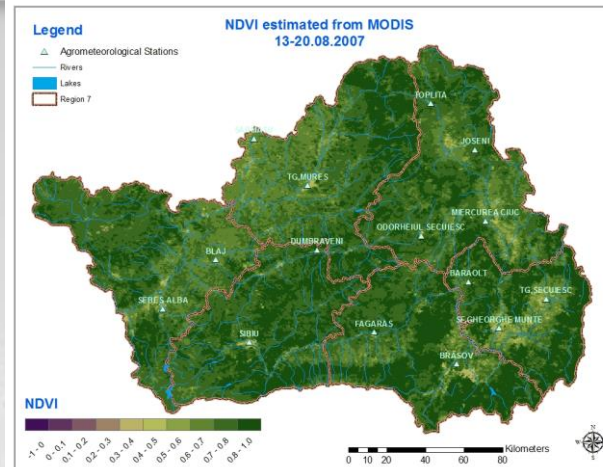 NDVI estimated from MODIS
13-20.08.2007
Legend
Agrometeorological Stations
Rivers
Lakes
Region 7
TOPLITA
JOSENI
TG.MURES
MIERCUREA CIUC
ODORHEIUL SECUIESC
DUMBRAVENI
BLAJ
BARAOLT
TG.SECUIESC
SEBES ALBA
SF.GHEORGHE MUNTE
FAGARAS
SIBIU
BRASOV
NDVI
-1 - 0
0 - 0.1
0.1 - 0.2
0.2 - 0.3
0.3 - 0.4
0.4 - 0.5
0.5 - 0.6
0.6 - 0.7
0.7 - 0.8
0.8 - 1.0
Kilometers
0 10 20 40 60 80
N
W
E
S